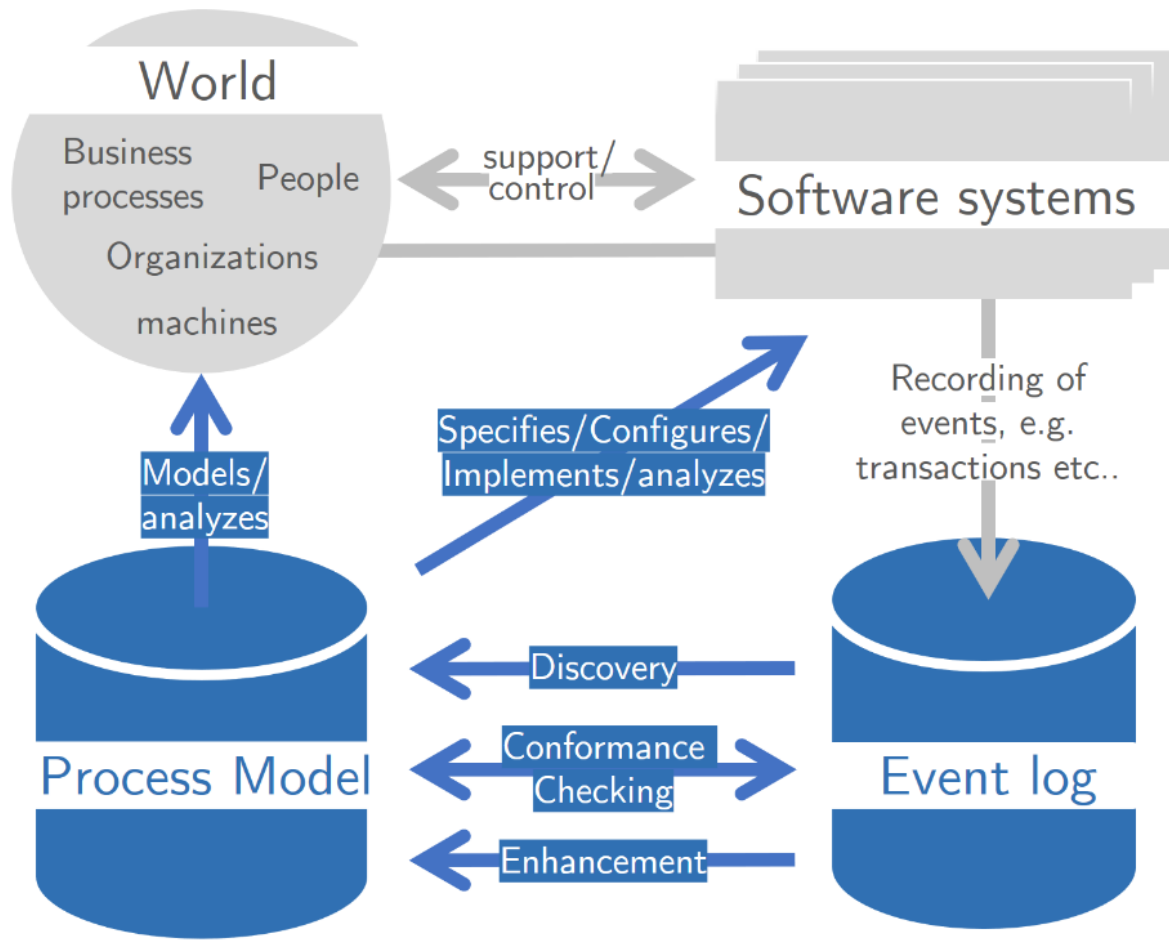 World
Business
processes
People
Organizations
machines
support/
control
Software systems
Recording of
events, e.g.
transactions etc..
Specifies/Configures/
Implements/analyzes
Models/
analyzes
Discovery
Conformance
Checking
Enhancement
Process Model
Event log